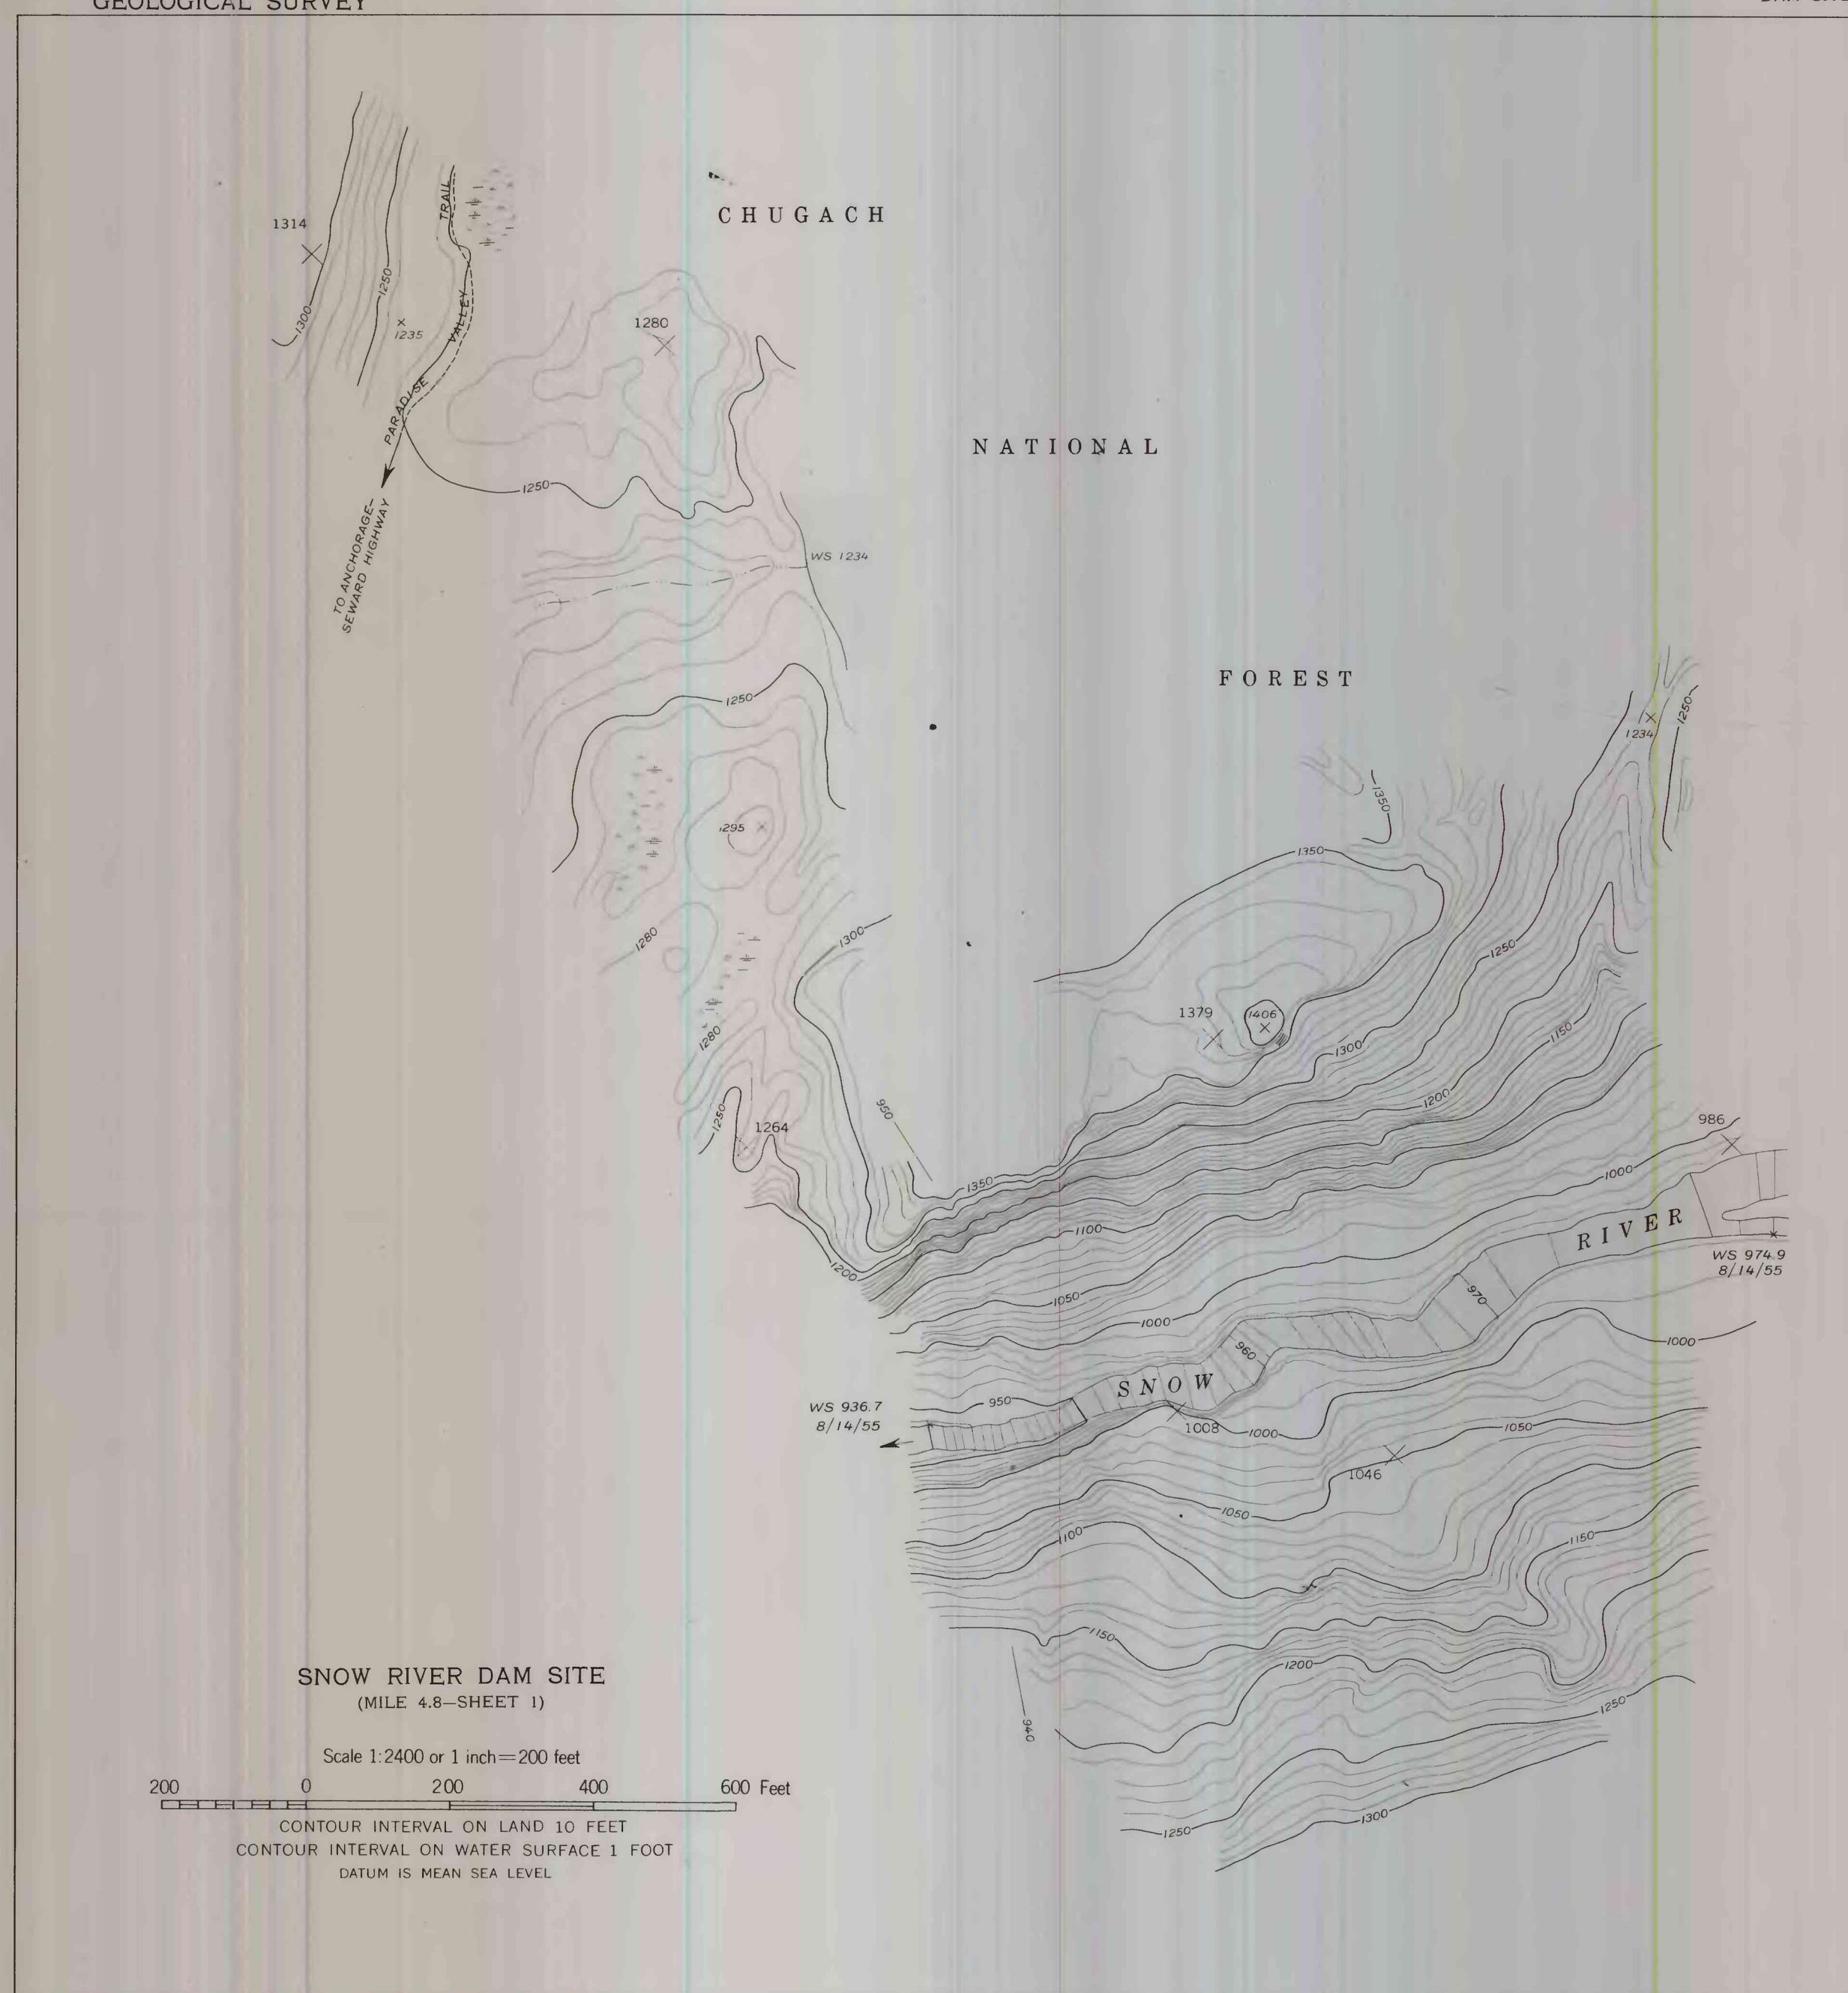 GEOLOGICAL SURVEY
CHUGACH
1314
TRAIL
1250
1300
VALLEY
1235
1280
PARADISE
NATIONAL
1250
TO ANCHORAGE-
SEWARD HIGHWAY
WS 1234
FOREST
1250
1250
1234
1350
1295
1350
1300
1280
1250
1379
1406
1280
1300
1150
1200
950
1250
1264
986
1000
1350
1100
RIVER
WS 974.9
8/14/55
1200
1050
970
1000
1000
960
SNOW
950
WS 936.7
8/14/55
1008
1000
1050
1046
1050
1100
1150
1150
1200
SNOW RIVER DAM SITE
(MILE 4.8—SHEET 1)
1250
940
Scale 1:2400 or 1 inch=200 feet
200 0 200 400 600 Feet
1250
1300
CONTOUR INTERVAL ON LAND 10 FEET
CONTOUR INTERVAL ON WATER SURFACE 1 FOOT
DATUM IS MEAN SEA LEVEL